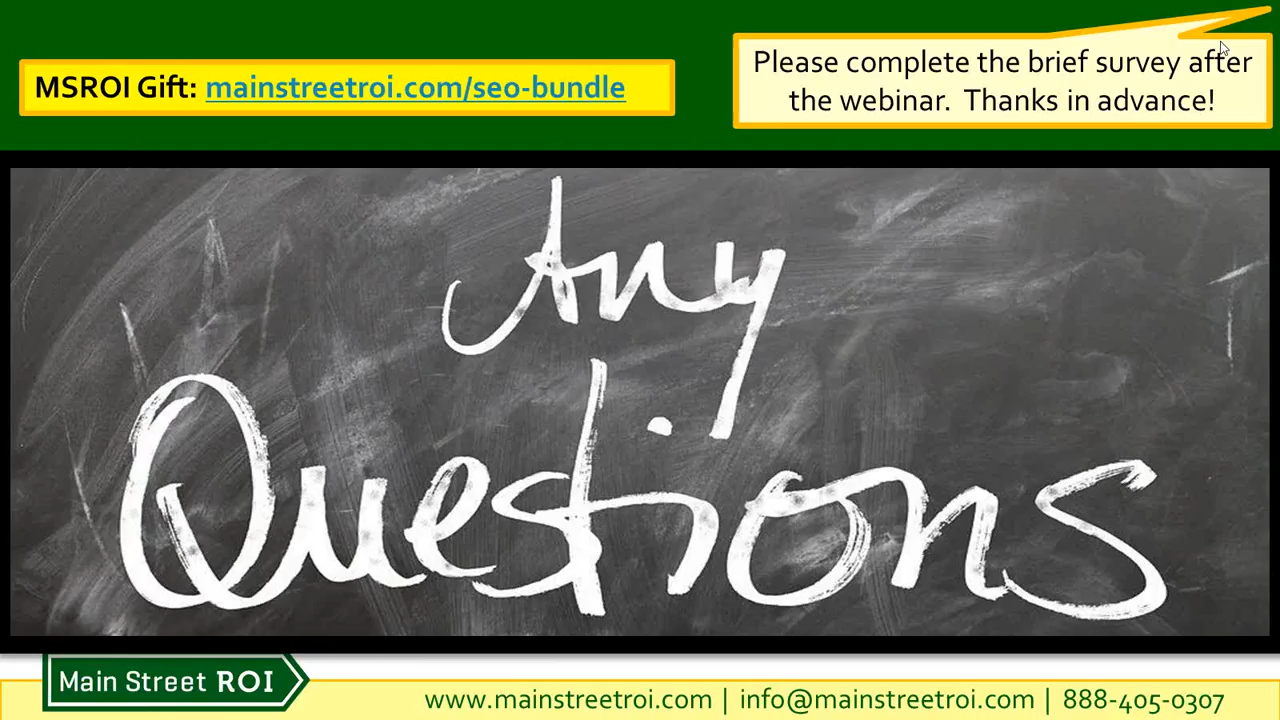 MSROI Gift: mainstreetroi.com/seo-bundle
Please complete the brief survey after
the webinar. Thanks in advance!
Any
Questions
Main Street ROI
www.mainstreetroi.com | info@mainstreetroi.com | 888-405-0307